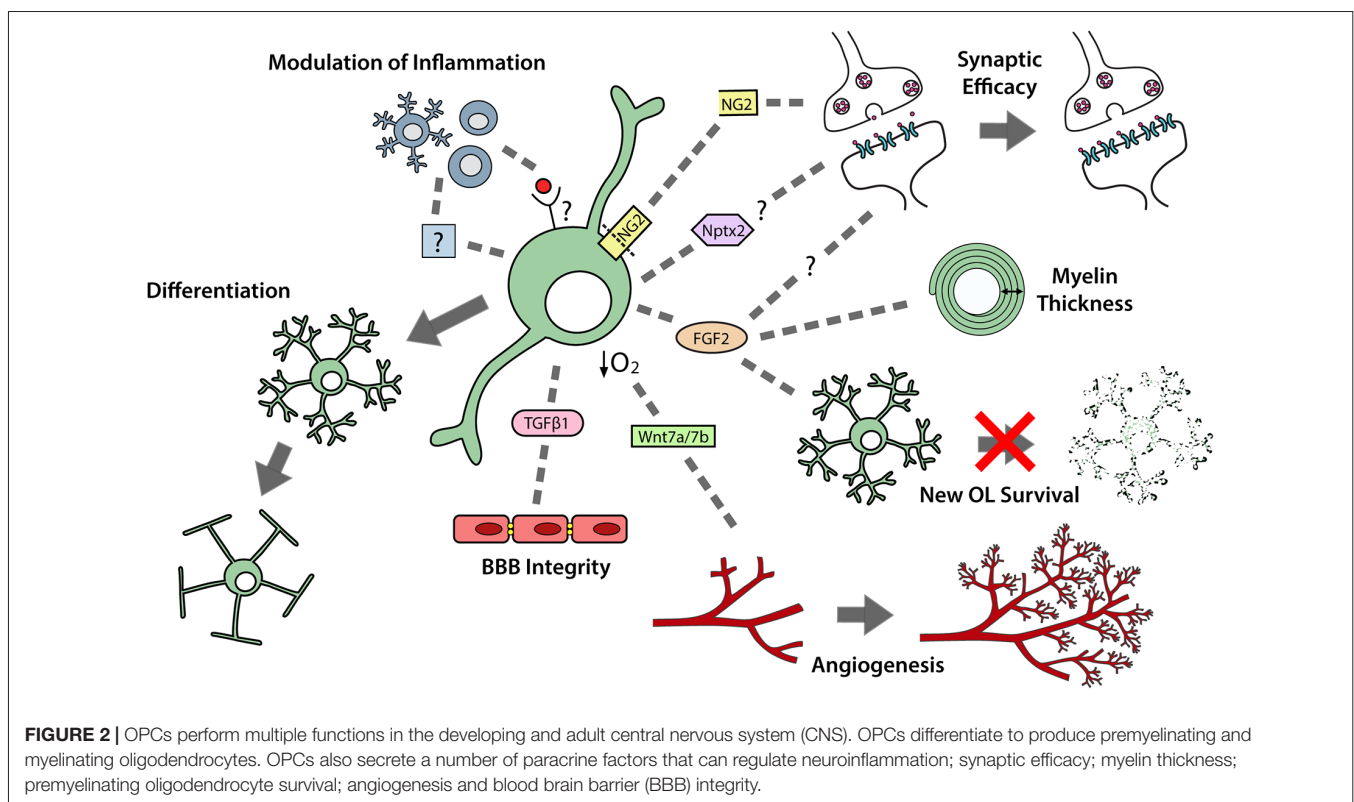 Modulation of Inflammation
Synaptic
Efficacy
NG2
?
NG2
?
Nptx2
?
?
Differentiation
Myelin
Thickness
FGF2
↓O2
TGFβ1
Wnt7a/7b
New OL Survival
BBB Integrity
Angiogenesis
FIGURE 2 | OPCs perform multiple functions in the developing and adult central nervous system (CNS). OPCs differentiate to produce premyelinating and
myelinating oligodendrocytes. OPCs also secrete a number of paracrine factors that can regulate neuroinflammation; synaptic efficacy; myelin thickness;
premyelinating oligodendrocyte survival; angiogenesis and blood brain barrier (BBB) integrity.